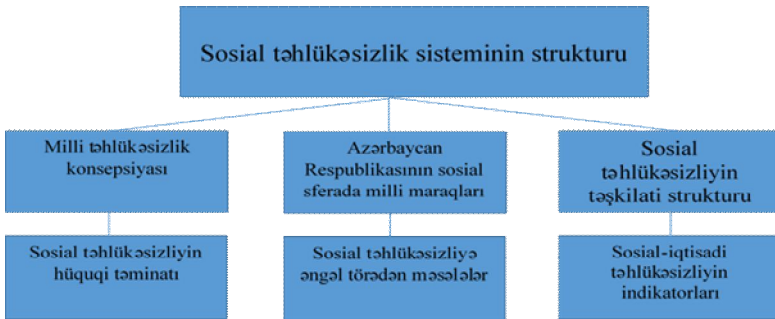 Sosial təhlükəsizlik sisteminin strukturu
Milli təhlükəsizlik
konsepsiyası
Azərbaycan
Respublikasının sosial
sferada milli maraqları
Sosial
təhlükəsizliyin
təşkilati strukturu
Sosial təhlükəsizliyin
hüquqi təminatı
Sosial təhlükəsizliyə
əngəl törədən məsələlər
Sosial-iqtisadi
təhlükəsizliyin
indikatorları